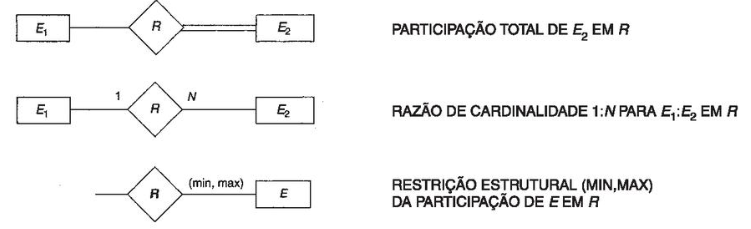 E₁ R E₂ PARTICIPAÇÃO TOTAL DE E₂ EM R
E₁ 1 R N E₂ RAZÃO DE CARDINALIDADE 1:N PARA E₁:E₂ EM R
R (min, max) E RESTRIÇÃO ESTRUTURAL (MIN,MAX)
DA PARTICIPAÇÃO DE E EM R